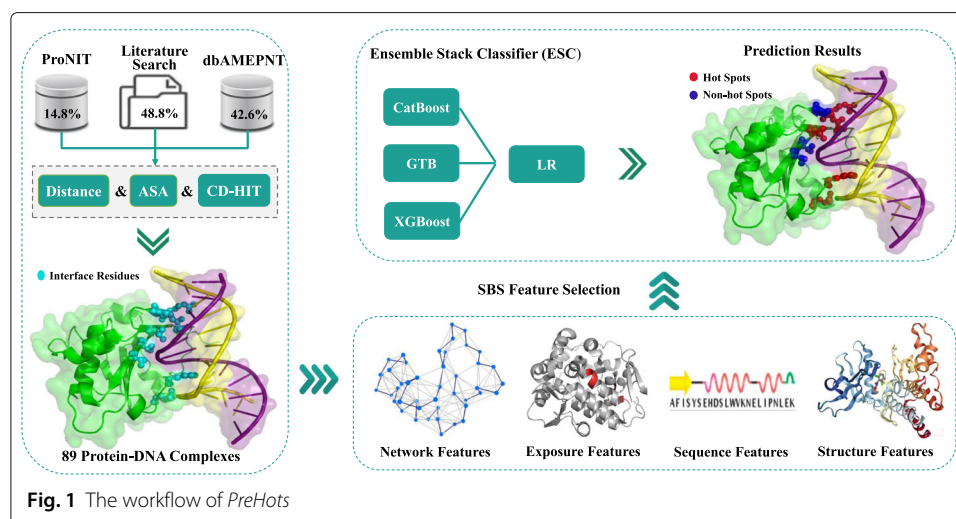 ProNIT
Literature
Search
dbAMEPNT
14.8%
48.8%
42.6%
Distance & ASA & CD-HIT
Interface Residues
89 Protein-DNA Complexes
Ensemble Stack Classifier (ESC)
CatBoost
GTB
XGBoost
LR
Prediction Results
Hot Spots
Non-hot Spots
SBS Feature Selection
AFISYSEHDSLWVKNELIPNLEK
Network Features
Exposure Features
Sequence Features
Structure Features
Fig. 1 The workflow of PreHots